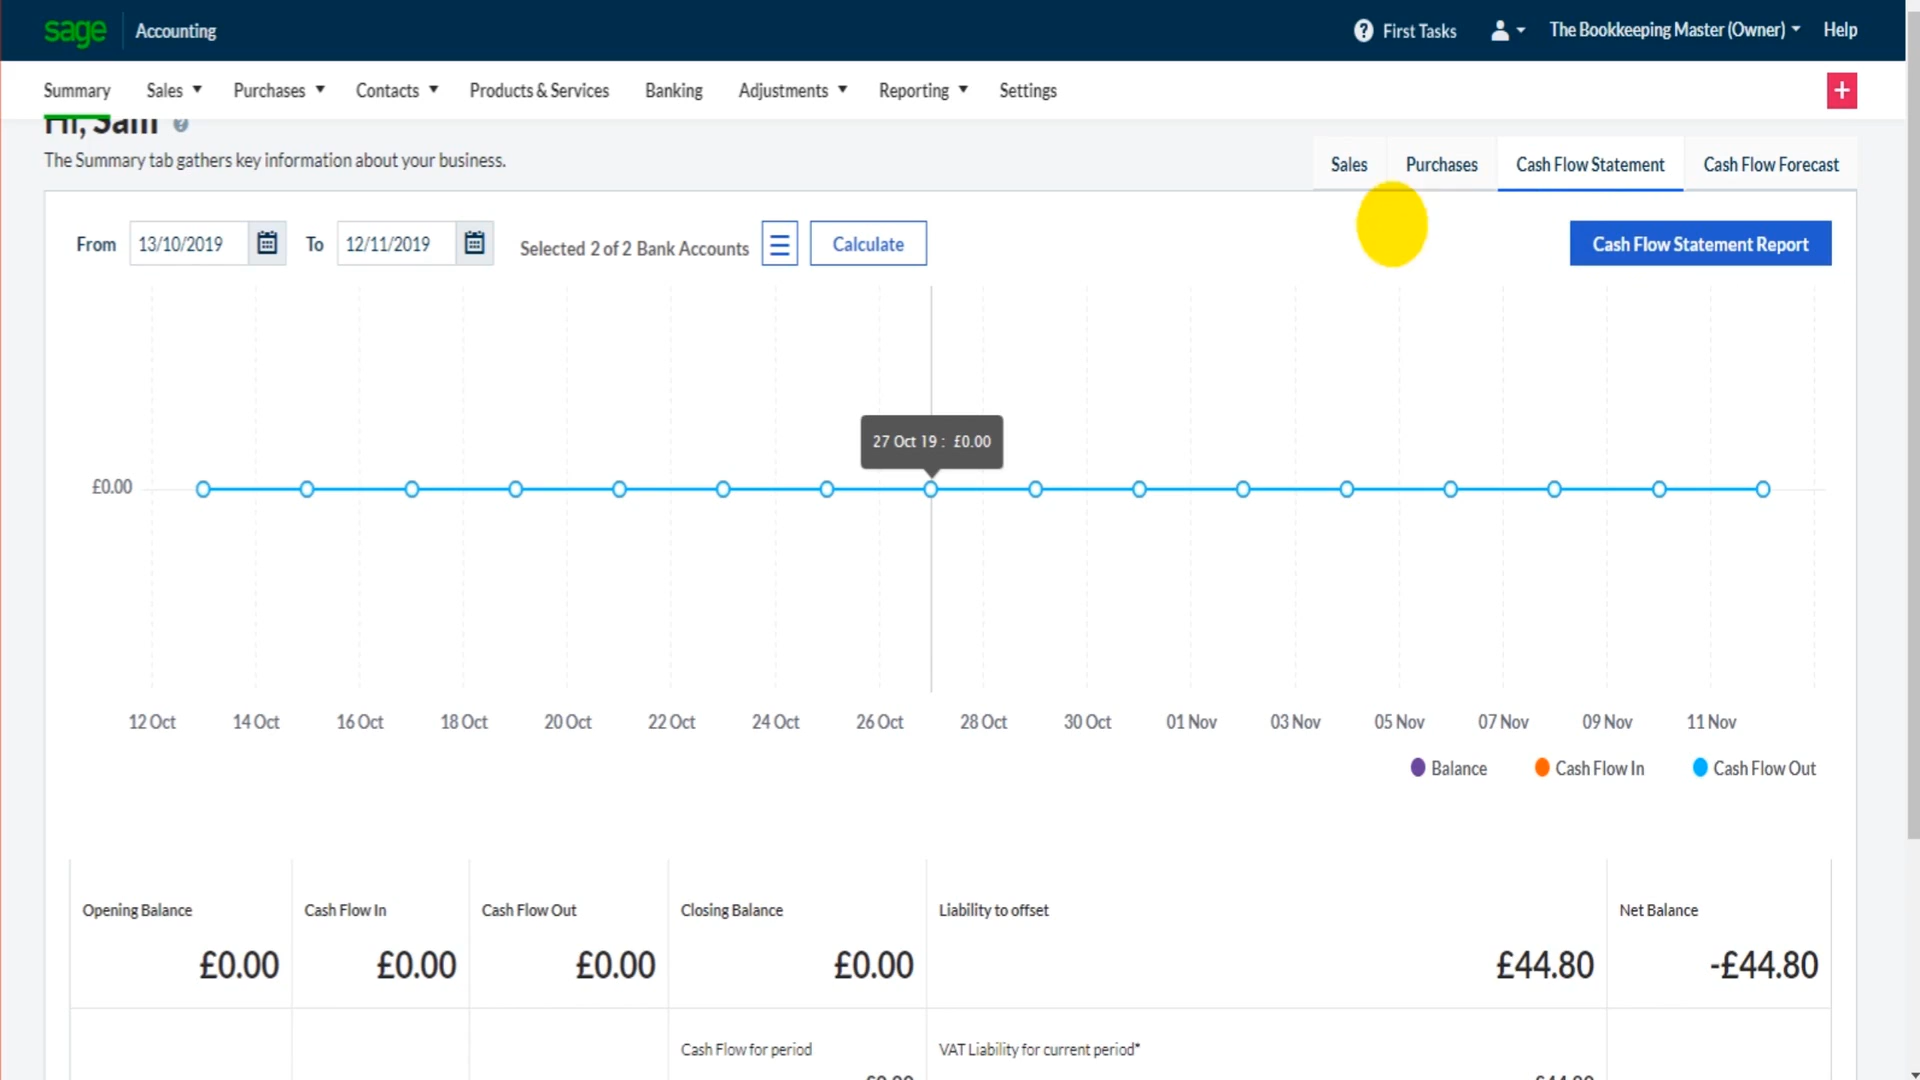 sage Accounting First Tasks The Bookkeeping Master (Owner) Help
Summary Sales Purchases Contacts Products & Services Banking Adjustments Reporting Settings +
Hi, Sam ?
The Summary tab gathers key information about your business.
Sales Purchases Cash Flow Statement Cash Flow Forecast
From 13/10/2019 To 12/11/2019 Selected 2 of 2 Bank Accounts Calculate Cash Flow Statement Report
27 Oct 19 : £0.00
£0.00
12 Oct 14 Oct 16 Oct 18 Oct 20 Oct 22 Oct 24 Oct 26 Oct 28 Oct 30 Oct 01 Nov 03 Nov 05 Nov 07 Nov 09 Nov 11 Nov
Balance Cash Flow In Cash Flow Out
Opening Balance Cash Flow In Cash Flow Out Closing Balance Liability to offset Net Balance
£0.00 £0.00 £0.00 £0.00 £44.80 -£44.80
Cash Flow for period VAT Liability for current period*